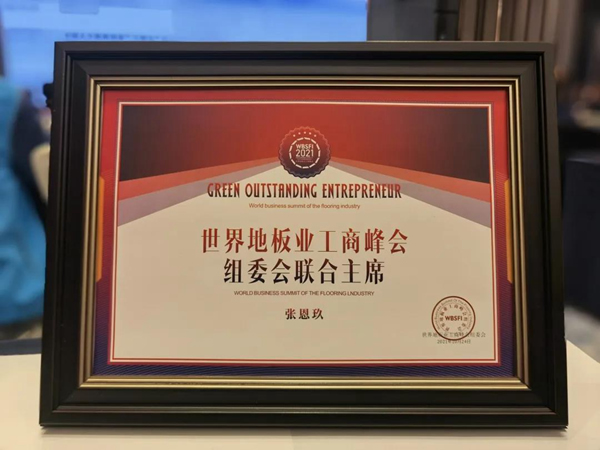 WBSFI
2021
GREEN OUTSTANDING ENTREPRENEUR
World business summit of the flooring industry
世界地板业工商峰会
组委会联合主席
WORLD BUSINESS SUMMIT OF THE FLOORING LNDUSTRY
张恩玖
WBSFI